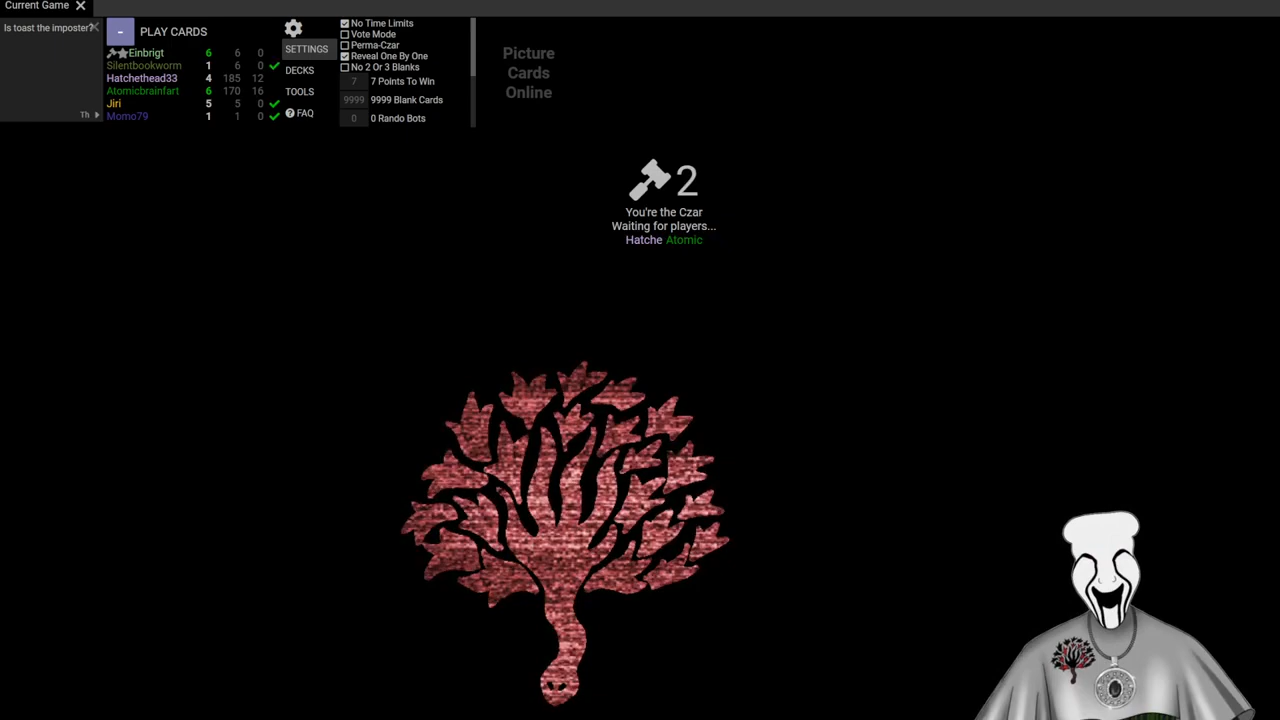 Current Game
Is toast the imposter?
Th
-
PLAY CARDS
Einbrigt 6 6 0
Silentbookworm 1 6 0
Hatchethead33 4 185 12
Atomicbrainfart 6 170 16
Jiri 5 5 0
Momo79 1 1 0
SETTINGS
DECKS
TOOLS
FAQ
No Time Limits
Vote Mode
Perma-Czar
Reveal One By One
No 2 Or 3 Blanks
7 7 Points To Win
9999 9999 Blank Cards
0 0 Rando Bots
Picture
Cards
Online
2
You're the Czar
Waiting for players...
Hatche Atomic